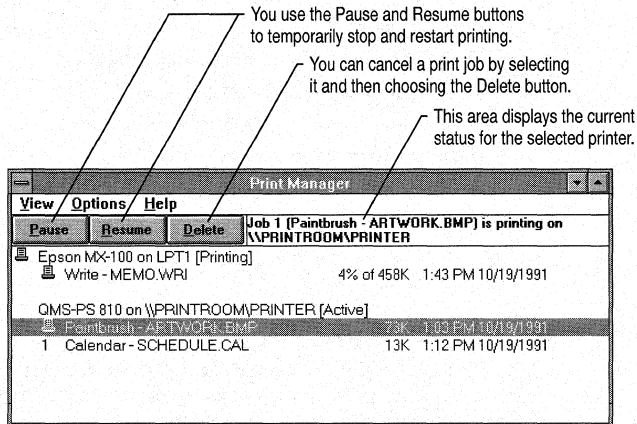 You use the Pause and Resume buttons
to temporarily stop and restart printing.
You can cancel a print job by selecting
it and then choosing the Delete button.
This area displays the current
status for the selected printer.
Print Manager
View Options Help
Pause Resume Delete Job 1 (Paintbrush - ARTWORK.BMP) is printing on
\\PRINTROOM\PRINTER
Epson MX-100 on LPT1 [Printing]
Write - MEMO.WRI 4% of 458K 1:43 PM 10/19/1991
QMS-PS 810 on \\PRINTROOM\PRINTER [Active]
Paintbrush - ARTWORK.BMP 73K 1:03 PM 10/19/1991
1 Calendar - SCHEDULE.CAL 13K 1:12 PM 10/19/1991